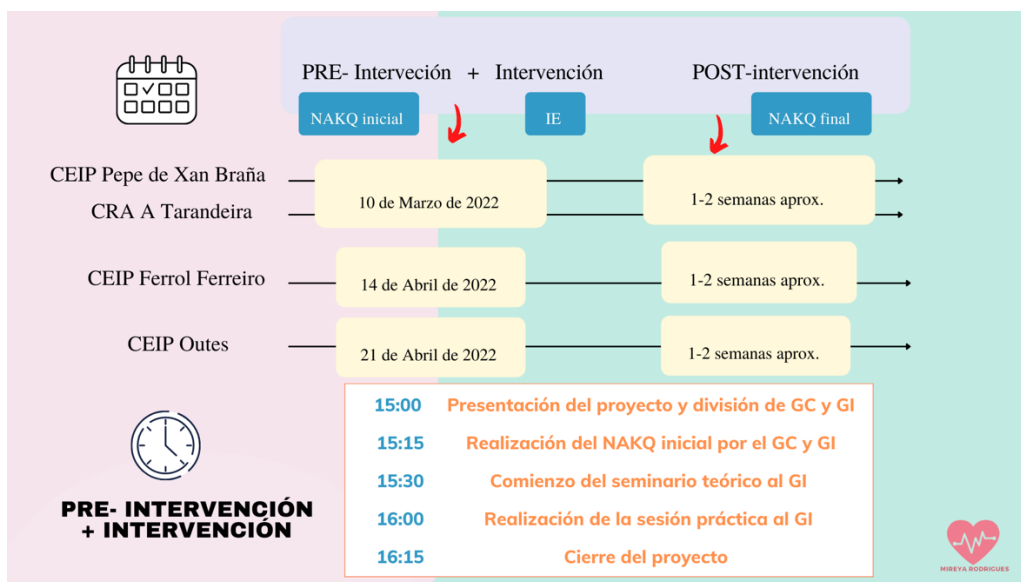 PRE- Interveción + Intervención
POST-intervención
NAKQ inicial
IE
NAKQ final
CEIP Pepe de Xan Braña
CRA A Tarandeira
10 de Marzo de 2022
1-2 semanas aprox.
CEIP Ferrol Ferreiro
14 de Abril de 2022
1-2 semanas aprox.
CEIP Outes
21 de Abril de 2022
1-2 semanas aprox.
PRE- INTERVENCIÓN
+ INTERVENCIÓN
15:00 Presentación del proyecto y división de GC y GI
15:15 Realización del NAKQ inicial por el GC y GI
15:30 Comienzo del seminario teórico al GI
16:00 Realización de la sesión práctica al GI
16:15 Cierre del proyecto
MIREYA RODRIGUES